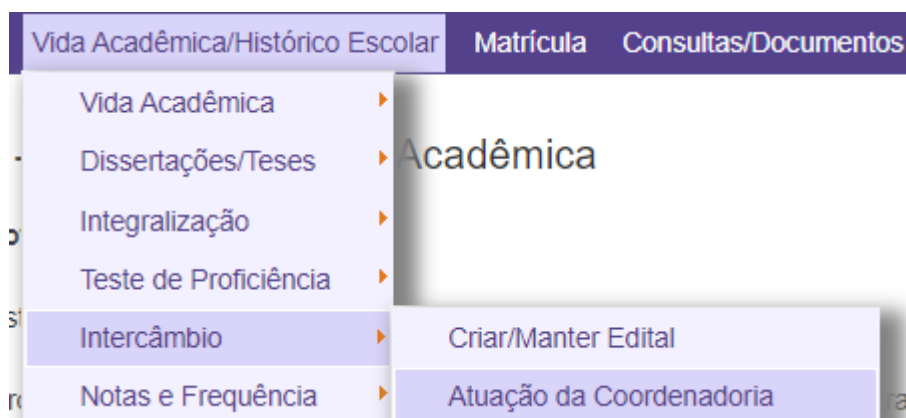 Vida Acadêmica/Histórico Escolar Matrícula Consultas/Documentos
Vida Acadêmica
Acadêmica
Dissertações/Teses
Integralização
Teste de Proficiência
Intercâmbio
Criar/Manter Edital
Notas e Frequência
Atuação da Coordenadoria